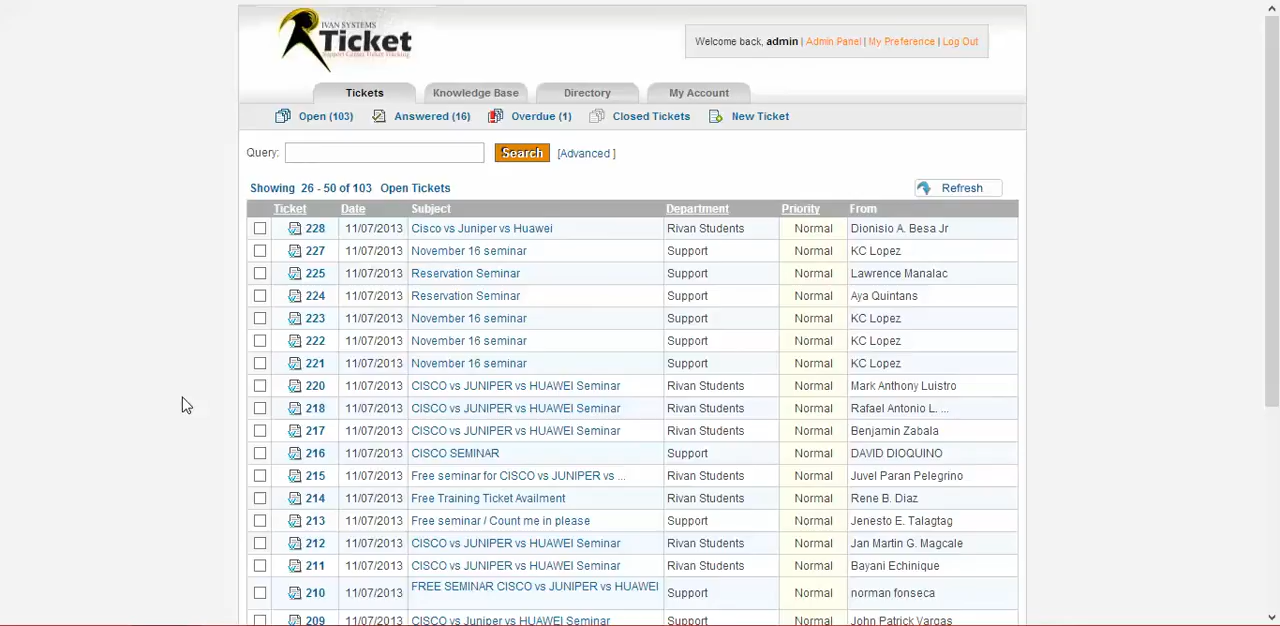 IVAN SYSTEMS
Ticket
Support Center Ticket Tracking
Welcome back, admin | Admin Panel | My Preference | Log Out
Tickets Knowledge Base Directory My Account
Open (103) Answered (16) Overdue (1) Closed Tickets New Ticket
Query: Search [Advanced ]
Showing 26 - 50 of 103 Open Tickets Refresh
Ticket Date Subject Department Priority From
228 11/07/2013 Cisco vs Juniper vs Huawei Rivan Students Normal Dionisio A. Besa Jr
227 11/07/2013 November 16 seminar Support Normal KC Lopez
225 11/07/2013 Reservation Seminar Support Normal Lawrence Manalac
224 11/07/2013 Reservation Seminar Support Normal Aya Quintans
223 11/07/2013 November 16 seminar Support Normal KC Lopez
222 11/07/2013 November 16 seminar Support Normal KC Lopez
221 11/07/2013 November 16 seminar Support Normal KC Lopez
220 11/07/2013 CISCO vs JUNIPER vs HUAWEI Seminar Rivan Students Normal Mark Anthony Luistro
218 11/07/2013 CISCO vs JUNIPER vs HUAWEI Seminar Rivan Students Normal Rafael Antonio L. ...
217 11/07/2013 CISCO vs JUNIPER vs HUAWEI Seminar Rivan Students Normal Benjamin Zabala
216 11/07/2013 CISCO SEMINAR Support Normal DAVID DIOQUINO
215 11/07/2013 Free seminar for CISCO vs JUNIPER vs ... Rivan Students Normal Juvel Paran Pelegrino
214 11/07/2013 Free Training Ticket Availment Rivan Students Normal Rene B. Diaz
213 11/07/2013 Free seminar / Count me in please Support Normal Jenesto E. Talagtag
212 11/07/2013 CISCO vs JUNIPER vs HUAWEI Seminar Rivan Students Normal Jan Martin G. Magcale
211 11/07/2013 CISCO vs JUNIPER vs HUAWEI Seminar Rivan Students Normal Bayani Echinique
210 11/07/2013 FREE SEMINAR CISCO vs JUNIPER vs HUAWEI Support Normal norman fonseca
209 11/07/2013 CISCO vs Juniper vs HUAWEI Seminar Support Normal John Patrick Vargas